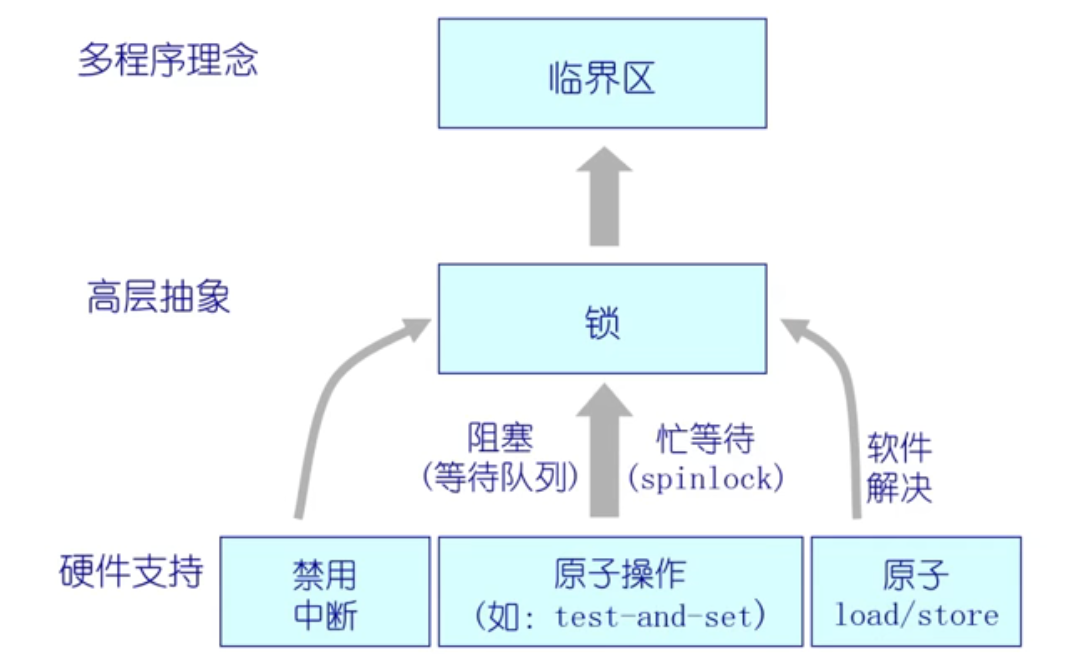 多程序理念
临界区
高层抽象
锁
阻塞
(等待队列)
忙等待
(spinlock)
软件
解决
硬件支持
禁用
中断
原子操作
(如: test-and-set)
原子
load/store